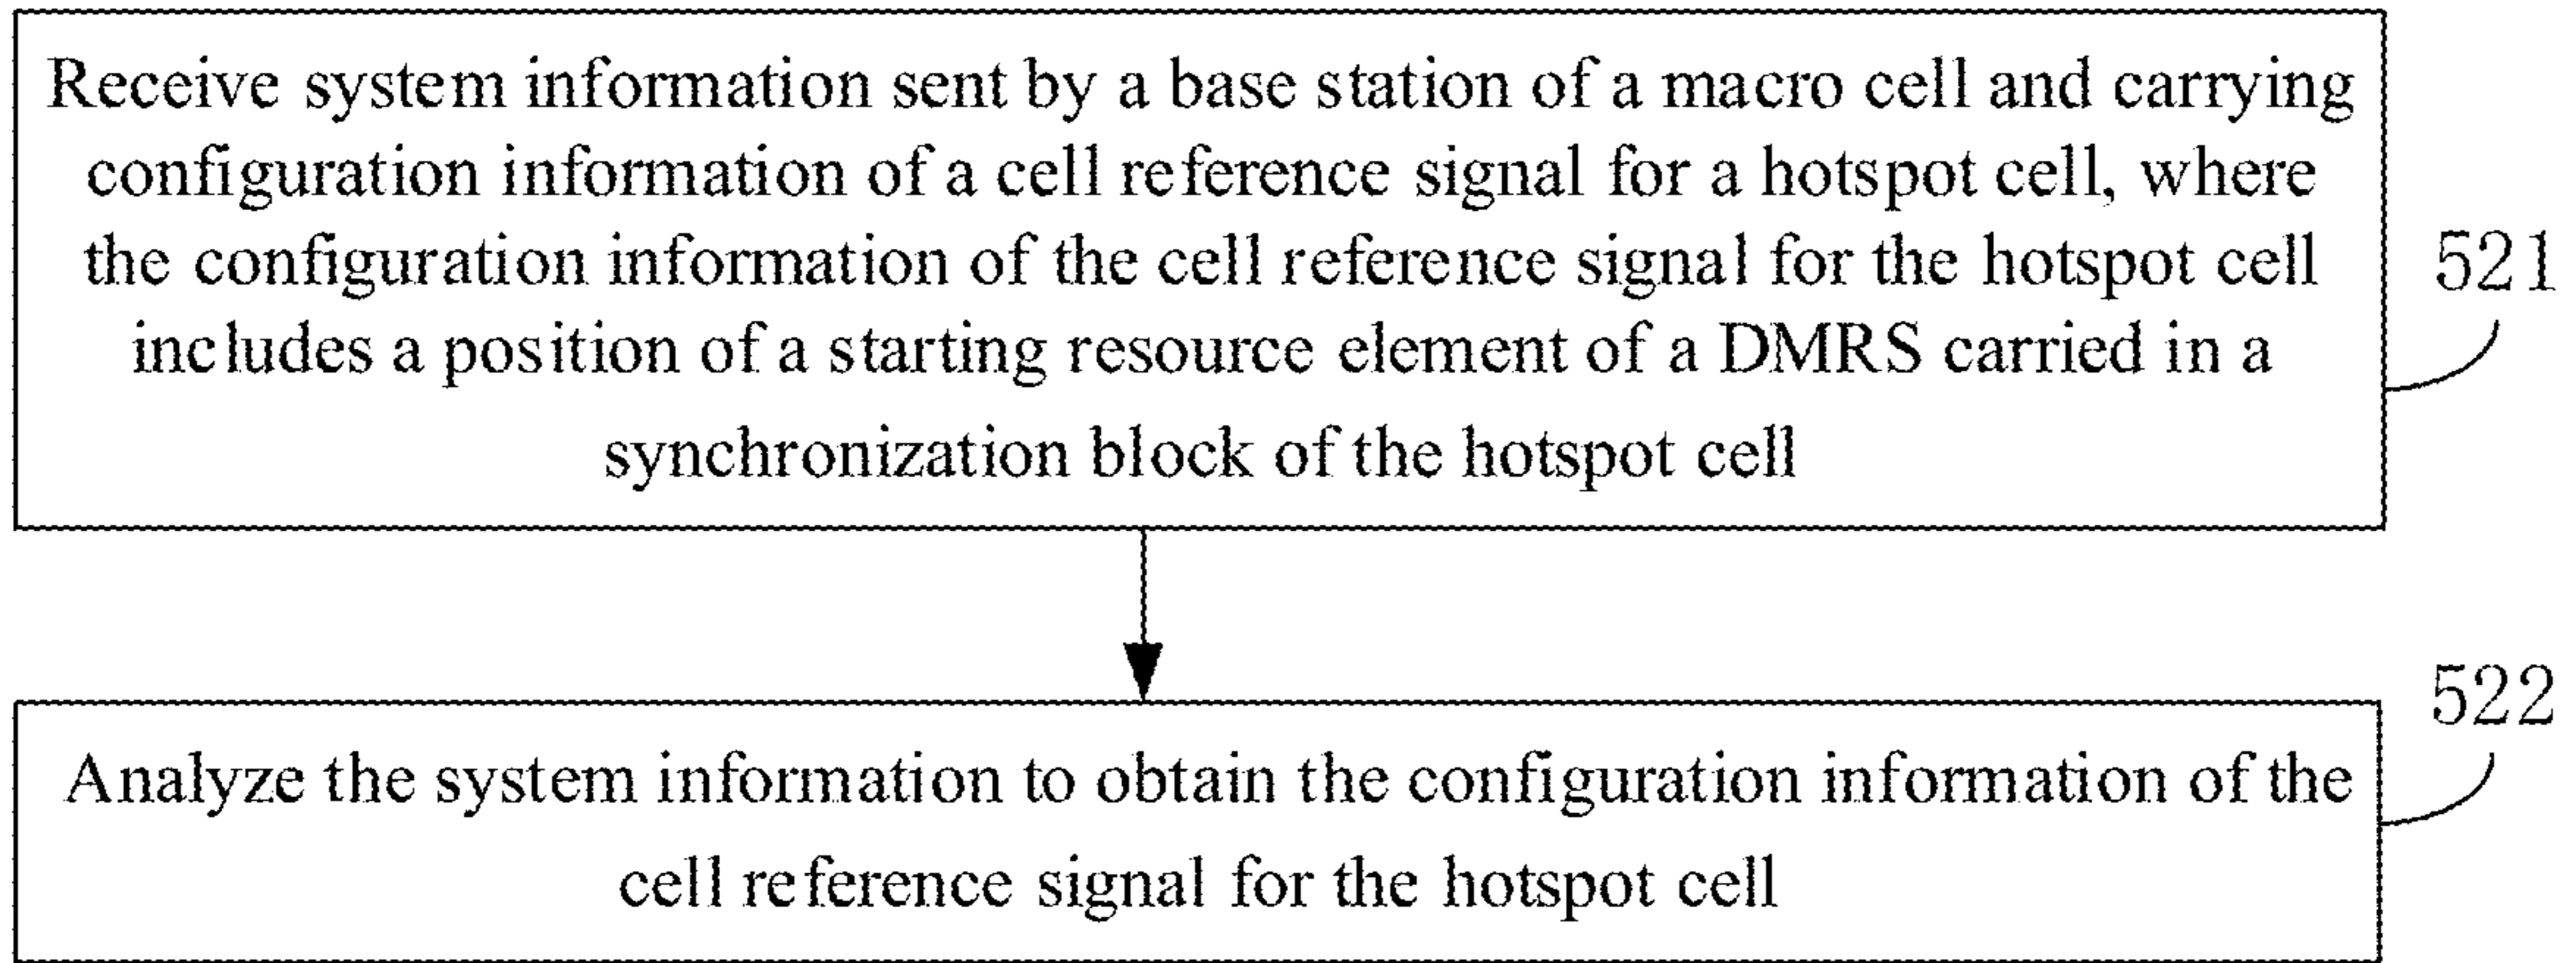 Receive system information sent by a base station of a macro cell and carrying
configuration information of a cell reference signal for a hotspot cell, where
the configuration information of the cell reference signal for the hotspot cell
includes a position of a starting resource element of a DMRS carried in a
synchronization block of the hotspot cell
521
522
Analyze the system information to obtain the configuration information of the
cell reference signal for the hotspot cell